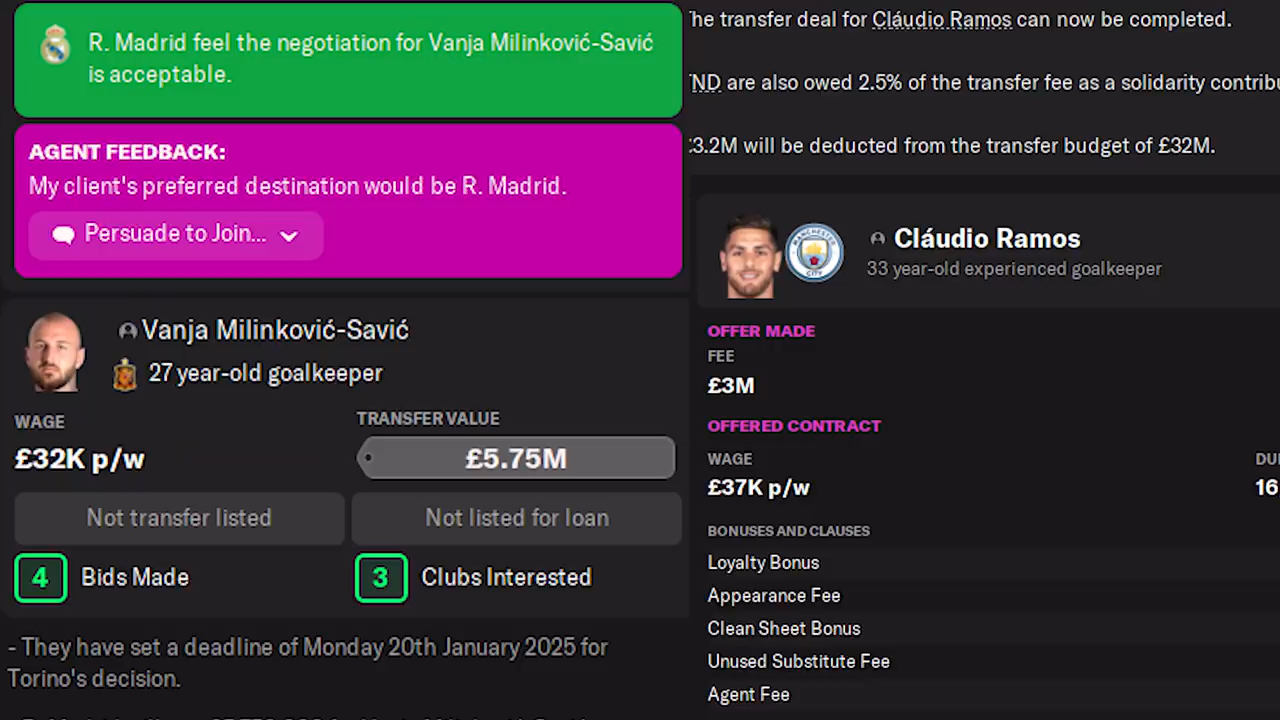 R. Madrid feel the negotiation for Vanja Milinković-Savić
is acceptable.
AGENT FEEDBACK:
My client's preferred destination would be R. Madrid.
Persuade to Join...
Vanja Milinković-Savić
27 year-old goalkeeper
WAGE
TRANSFER VALUE
£32K p/w
£5.75M
Not transfer listed
Not listed for loan
4 Bids Made
3 Clubs Interested
- They have set a deadline of Monday 20th January 2025 for
Torino's decision.
The transfer deal for Cláudio Ramos can now be completed.
are also owed 2.5% of the transfer fee as a solidarity
£3.2M will be deducted from the transfer budget of £32M.
MANCHESTER
CITY
Cláudio Ramos
33 year-old experienced goalkeeper
OFFER MADE
FEE
£3M
OFFERED CONTRACT
WAGE
£37K p/w
16
BONUSES AND CLAUSES
Loyalty Bonus
Appearance Fee
Clean Sheet Bonus
Unused Substitute Fee
Agent Fee